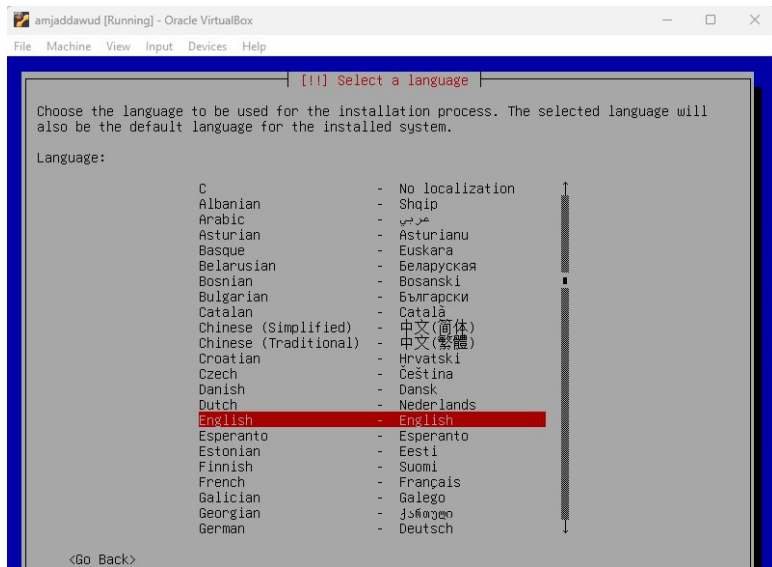 amjaddawud [Running] - Oracle VirtualBox
File Machine View Input Devices Help
[!!] Select a language
Choose the language to be used for the installation process. The selected language will
also be the default language for the installed system.
Language:
C - No localization
Albanian - Shqip
Arabic - عربي
Asturian - Asturianu
Basque - Euskara
Belarusian - Беларуская
Bosnian - Bosanski
Bulgarian - Български
Catalan - Català
Chinese (Simplified) - 中文(简体)
Chinese (Traditional) - 中文(繁體)
Croatian - Hrvatski
Czech - Čeština
Danish - Dansk
Dutch - Nederlands
English - English
Esperanto - Esperanto
Estonian - Eesti
Finnish - Suomi
French - Français
Galician - Galego
Georgian - ქართული
German - Deutsch
<Go Back>